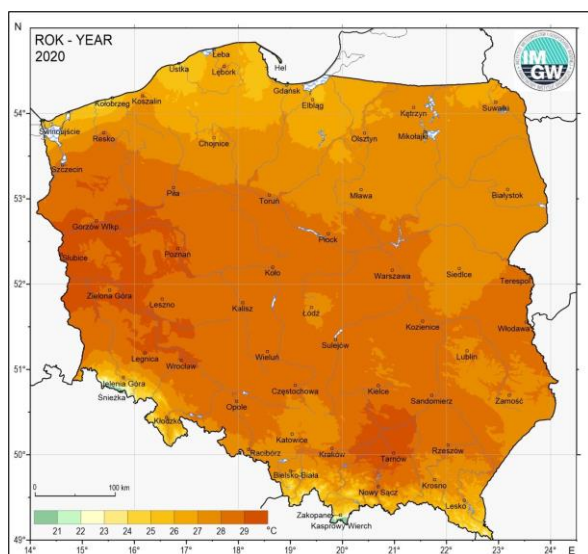 N
ROK - YEAR
2020
IM
GW
Łeba
Hel
Ustka
Lębork
Gdańsk
Kołobrzeg
Koszalin
Elbląg
Suwałki
54°
Kętrzyn
Świnoujście
Resko
Chojnice
Olsztyn
Mikołajki
Szczecin
Piła
Toruń
Mława
Białystok
53°
Gorzów Wlkp.
Płock
Słubice
Poznań
Koło
Warszawa
Siedlce
Terespol
52°
Zielona Góra
Leszno
Kalisz
Łódź
Kozienice
Włodawa
Sulejów
Legnica
Wrocław
Wieluń
Lublin
51°
Jelenia Góra
Śnieżka
Częstochowa
Kielce
Opole
Sandomierz
Zamość
Kłodzko
Katowice
Racibórz
Kraków
Tarnów
Rzeszów
50°
Bielsko-Biała
Nowy Sącz
Krosno
0 100 km
Lesko
Zakopane
Kasprowy Wierch
21 22 23 24 25 26 27 28 29 °C
49°
14° 15° 16° 17° 18° 19° 20° 21° 22° 23° 24° E